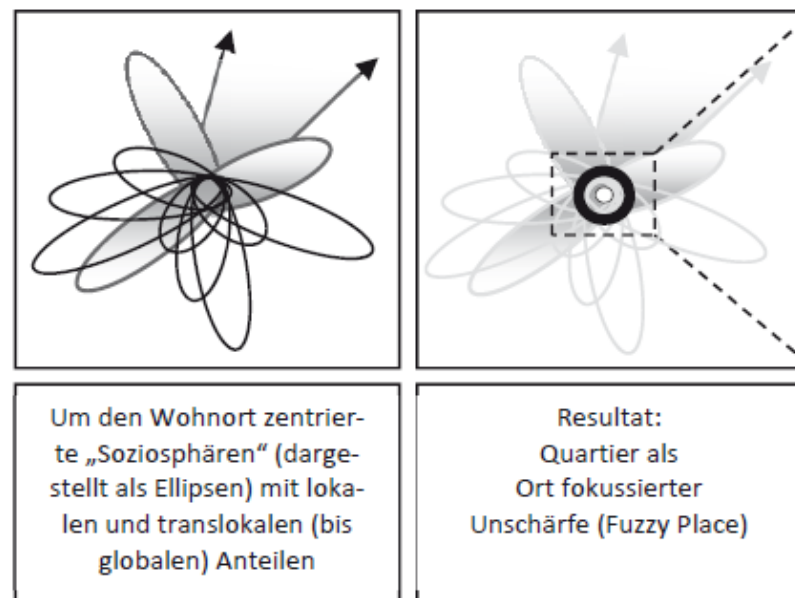 Um den Wohnort zentrier-
te „Soziosphären“ (darge-
stellt als Ellipsen) mit loka-
len und translokalen (bis
globalen) Anteilen
Resultat:
Quartier als
Ort fokussierter
Unschärfe (Fuzzy Place)